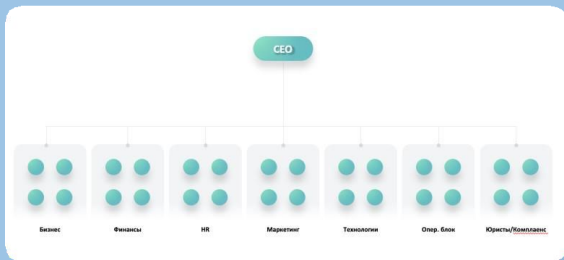 CEO
Бизнес
Финансы
HR
Маркетинг
Технологии
Опер. блок
Юристы/Комплаенс